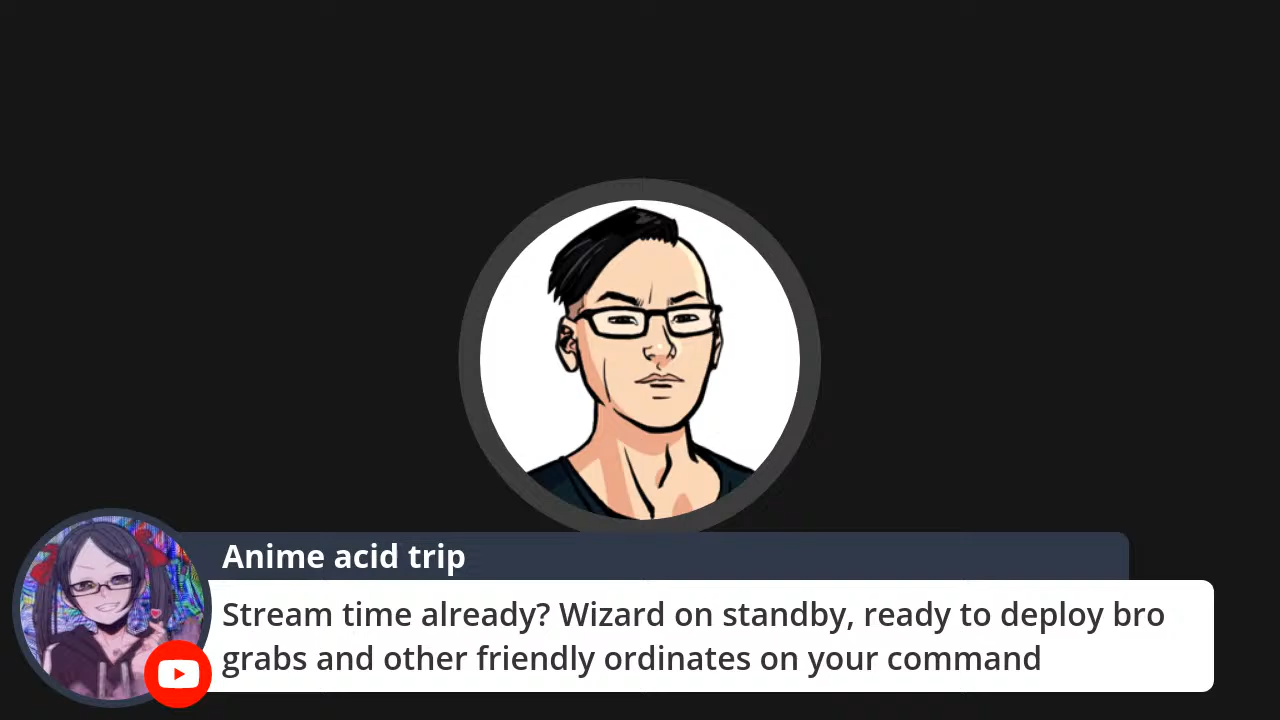 Anime acid trip
Stream time already? Wizard on standby, ready to deploy bro
grabs and other friendly ordinates on your command